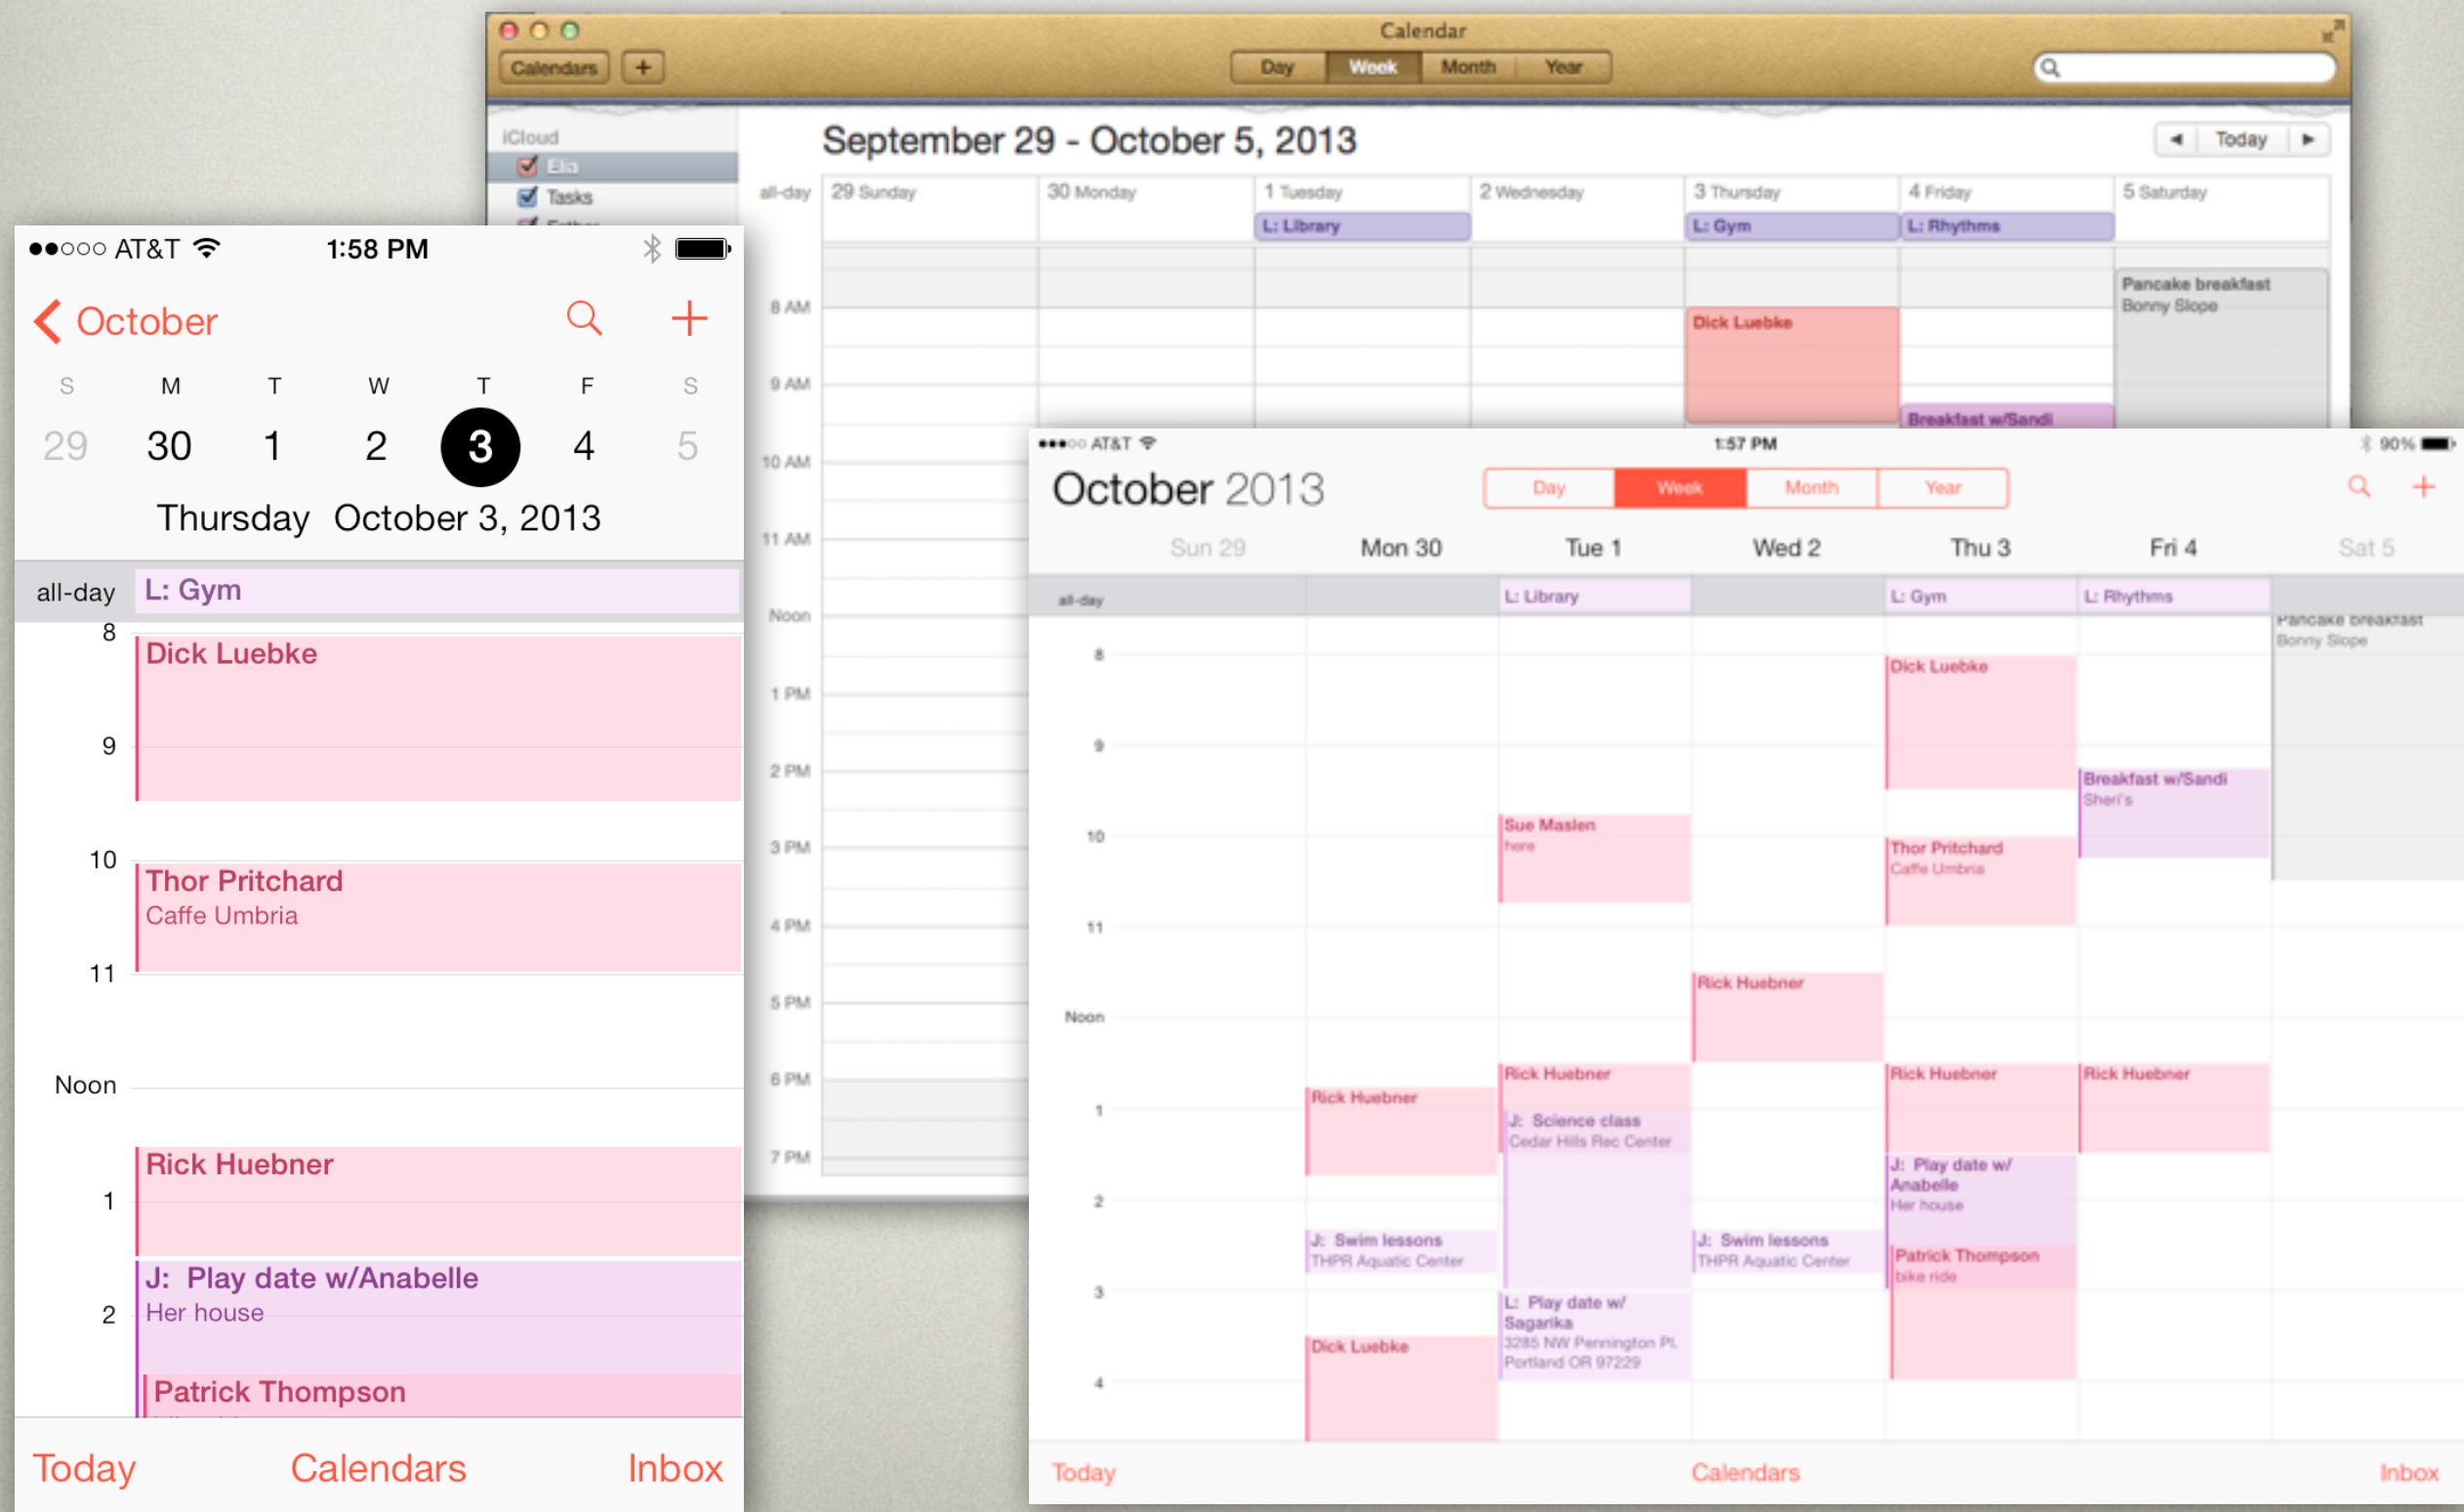 Calendar
Calendars
+
Day Week Month Year
iCloud
Elia
Tasks
September 29 - October 5, 2013
Today
all-day
29 Sunday
30 Monday
1 Tuesday
2 Wednesday
3 Thursday
4 Friday
5 Saturday
L: Library
L: Gym
L: Rhythms
8 AM
9 AM
10 AM
11 AM
Noon
1 PM
2 PM
3 PM
4 PM
5 PM
6 PM
7 PM
Dick Luebke
Breakfast w/Sandi
Pancake breakfast
Bonny Slope
AT&T 1:58 PM
October
S M T W T F S
29 30 1 2 3 4 5
Thursday October 3, 2013
all-day L: Gym
8
Dick Luebke
9
10
Thor Pritchard
Caffe Umbria
11
Noon
Rick Huebner
1
J: Play date w/Anabelle
2
Her house
Patrick Thompson
Today Calendars Inbox
AT&T 1:57 PM 90%
October 2013
Day Week Month Year
Sun 29 Mon 30 Tue 1 Wed 2 Thu 3 Fri 4 Sat 5
all-day
L: Library
L: Gym
L: Rhythms
8
9
10
11
Noon
1
2
3
4
Rick Huebner
J: Swim lessons
THPR Aquatic Center
Dick Luebke
Sue Maslen
here
Rick Huebner
J: Science class
Cedar Hills Rec Center
L: Play date w/
Sagarika
3285 NW Pennington Pl.
Portland OR 97229
Rick Huebner
J: Swim lessons
THPR Aquatic Center
Dick Luebke
Thor Pritchard
Caffe Umbria
Rick Huebner
J: Play date w/
Anabelle
Her house
Patrick Thompson
bike ride
Breakfast w/Sandi
Sheri's
Rick Huebner
Pancake breakfast
Bonny Slope
Today Calendars Inbox